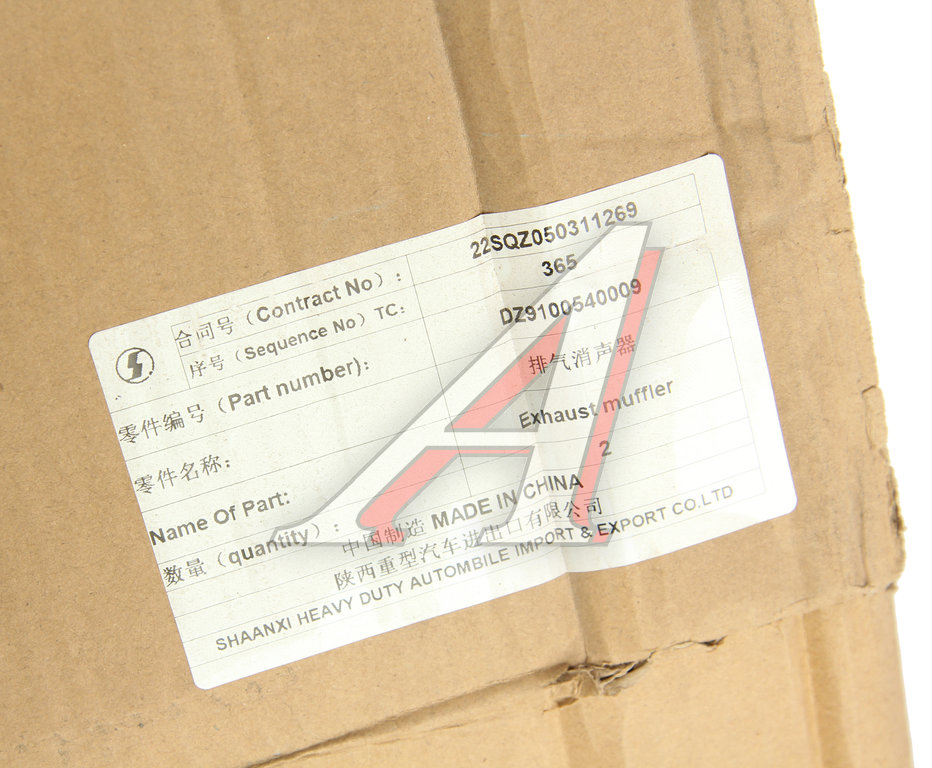 合同号（Contract No）: 22SQZ050311269
序号（Sequence No）TC: 365
零件编号（Part number): DZ9100540009
零件名称: 排气消声器
Name Of Part: Exhaust muffler
数量（quantity）: 2
中国制造 MADE IN CHINA
陕西重型汽车进出口有限公司
SHAANXI HEAVY DUTY AUTOMBILE IMPORT & EXPORT CO.LTD